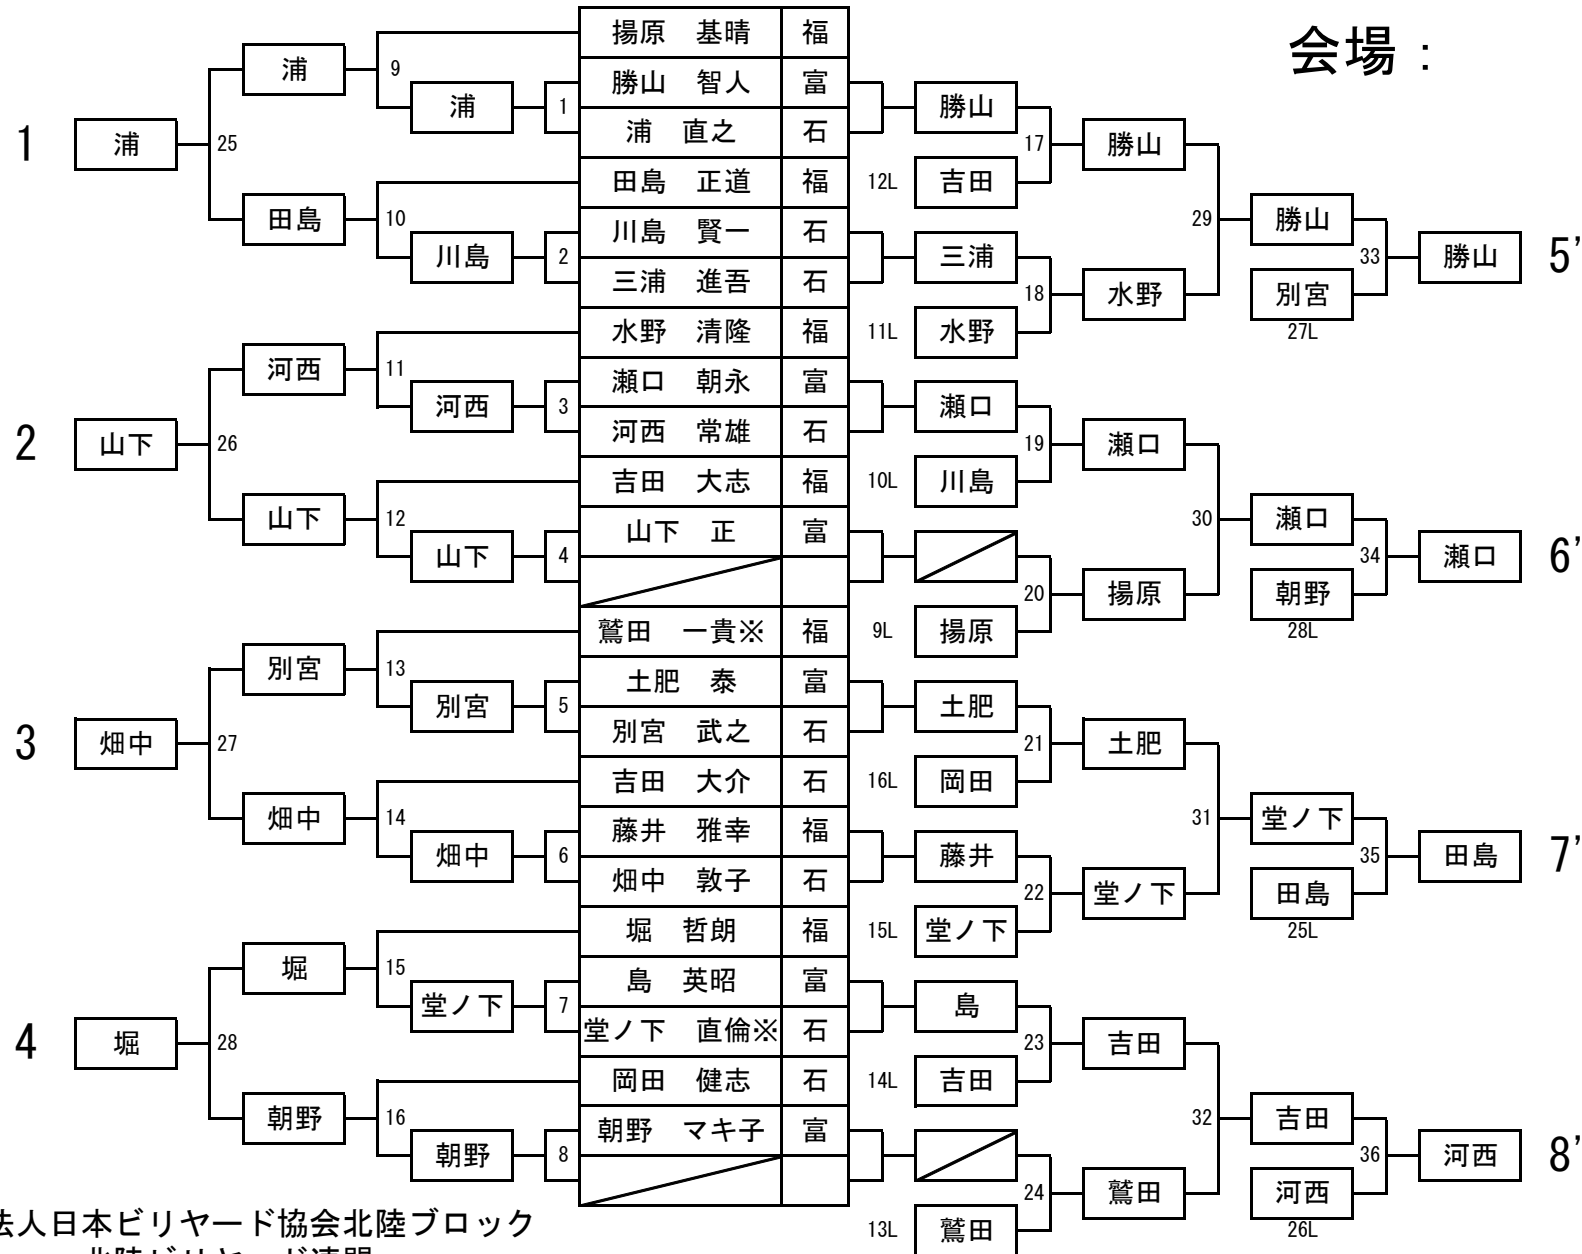 会場：
揚原　基晴 福
勝山　智人 富
浦　直之 石
田島　正道 福
川島　賢一 石
三浦　進吾 石
水野　清隆 福
瀬口　朝永 富
河西　常雄 石
吉田　大志 福
山下　正 富
鷲田　一貴※ 福
土肥　泰 富
別宮　武之 石
吉田　大介 石
藤井　雅幸 福
畑中　敦子 石
堀　哲朗 福
島　英昭 富
堂ノ下　直倫※ 石
岡田　健志 石
朝野　マキ子 富
1 浦 25
浦 9
浦 1
田島 10
川島 2
2 山下 26
河西 11
河西 3
山下 12
山下 4
3 畑中 27
別宮 13
別宮 5
畑中 14
畑中 6
4 堀 28
堀 15
堂ノ下 7
朝野 16
朝野 8
勝山 17
12L 吉田
三浦 18
11L 水野
瀬口 19
10L 川島
20
9L 揚原
土肥 21
16L 岡田
藤井 22
15L 堂ノ下
島 23
14L 吉田
24
13L 鷲田
勝山 29
水野
瀬口 30
揚原
土肥 31
堂ノ下
吉田 32
鷲田
勝山 33
別宮
27L
瀬口 34
朝野
28L
堂ノ下 35
田島
25L
吉田 36
河西
26L
勝山 5'
瀬口 6'
田島 7'
河西 8'
法人日本ビリヤード協会北陸ブロック
北陸ビリヤード連盟